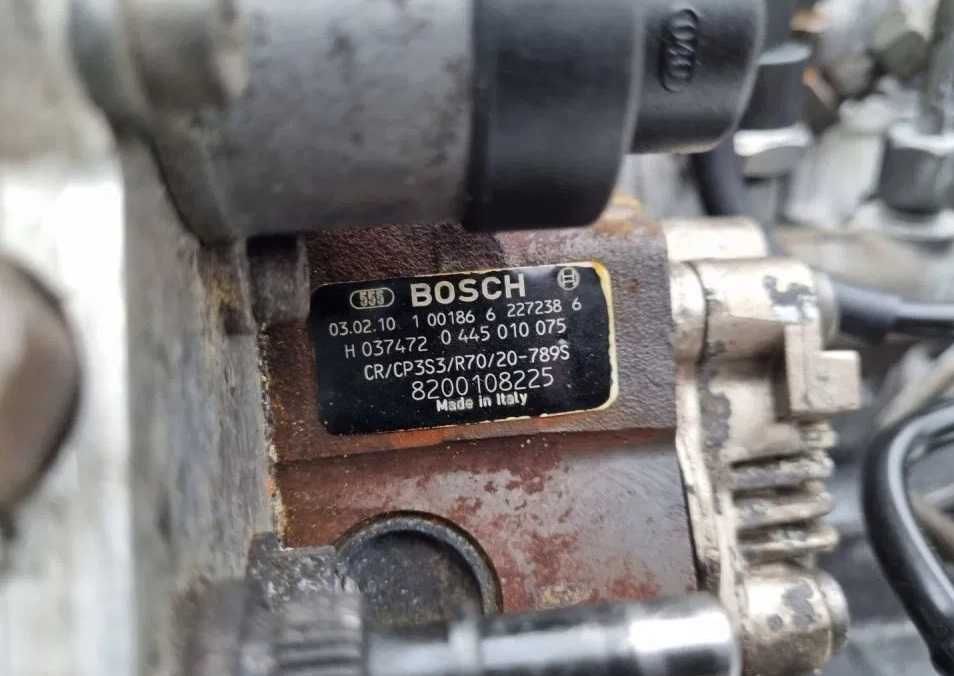 555 BOSCH
03.02.10 1 00186 6 227238 6
H 037472 0 445 010 075
CR/CP3S3/R70/20-789S
8200108225
Made in Italy